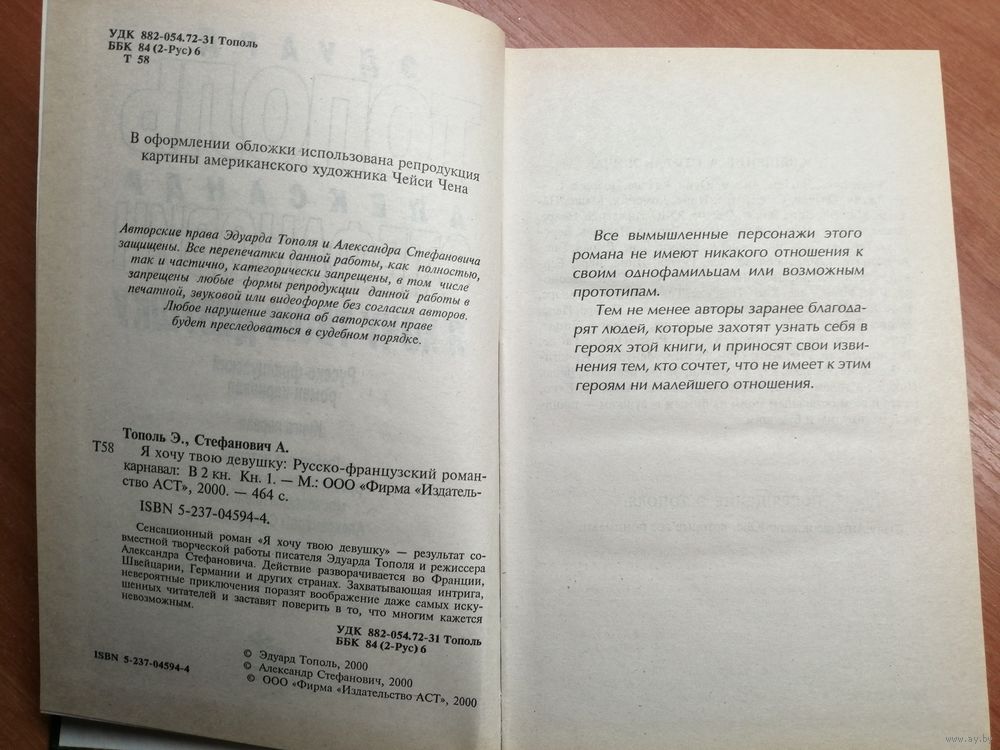 УДК 882-054.72-31 Тополь
ББК 84(2-Рус)6
Т 58
В оформлении обложки использована репродукция
картины американского художника Чейси Чена
Авторские права Эдуарда Тополя и Александра Стефановича
защищены. Все перепечатки данной работы, как полностью,
так и частично, категорически запрещены, в том числе
запрещены любые формы репродукции данной работы в
печатной, звуковой или видеоформе без согласия авторов.
Любое нарушение закона об авторском праве
будет преследоваться в судебном порядке.
Тополь Э., Стефанович А.
Т58 Я хочу твою девушку: Русско-французский роман-
карнавал: В 2 кн. Кн. 1. — М.: ООО «Фирма «Издатель-
ство АСТ», 2000. — 464 с.
ISBN 5-237-04594-4.
Сенсационный роман «Я хочу твою девушку» — результат со-
вместной творческой работы писателя Эдуарда Тополя и режиссера
Александра Стефановича. Действие разворачивается во Франции,
Швейцарии, Германии и других странах. Захватывающая интрига,
невероятные приключения поразят воображение даже самых иску-
шенных читателей и заставят поверить в то, что многим кажется
невозможным.
УДК 882-054.72-31 Тополь
ББК 84(2-Рус)6
ISBN 5-237-04594-4
© Эдуард Тополь, 2000
© Александр Стефанович, 2000
© ООО «Фирма «Издательство АСТ», 2000
Все вымышленные персонажи этого
романа не имеют никакого отношения к
своим однофамильцам или возможным
прототипам.
Тем не менее авторы заранее благода-
рят людей, которые захотят узнать себя в
героях этой книги, и приносят свои изви-
нения тем, кто сочтет, что не имеет к этим
героям ни малейшего отношения.
www.ay.by